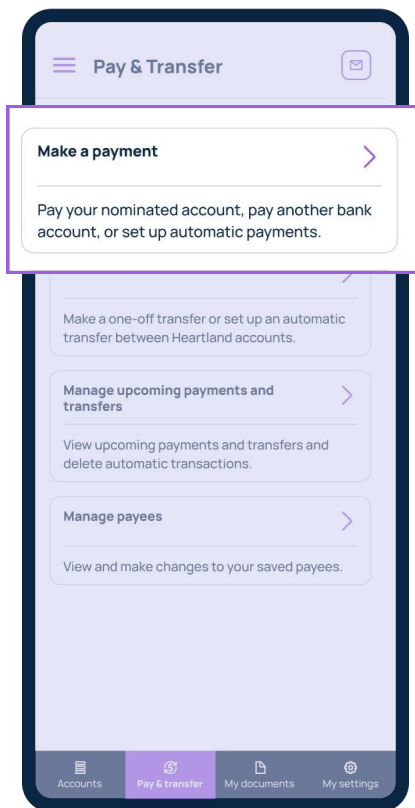 Pay & Transfer
Make a payment
Pay your nominated account, pay another bank
account, or set up automatic payments.
Make a one-off transfer or set up an automatic
transfer between Heartland accounts.
Manage upcoming payments and
transfers
View upcoming payments and transfers and
delete automatic transactions.
Manage payees
View and make changes to your saved payees.
Accounts
Pay & transfer
My documents
My settings